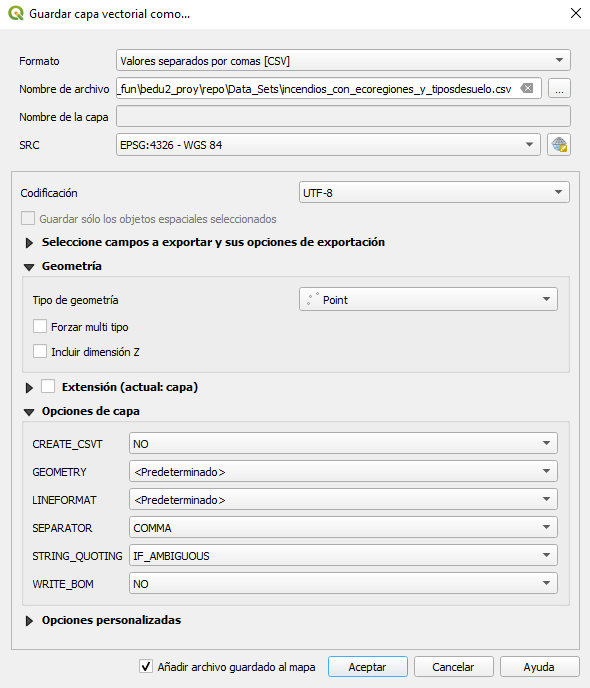 Guardar capa vectorial como...
Formato Valores separados por comas [CSV]
Nombre de archivo _fun\bedu2_proy\repo\Data_Sets\incendios_con_ecoregiones_y_tiposdesuelo.csv ...
Nombre de la capa
SRC EPSG:4326 - WGS 84
Codificación UTF-8
Guardar sólo los objetos espaciales seleccionados
Seleccione campos a exportar y sus opciones de exportación
Geometría
Tipo de geometría Point
Forzar multi tipo
Incluir dimensión Z
Extensión (actual: capa)
Opciones de capa
CREATE_CSVT NO
GEOMETRY <Predeterminado>
LINEFORMAT <Predeterminado>
SEPARATOR COMMA
STRING_QUOTING IF_AMBIGUOUS
WRITE_BOM NO
Opciones personalizadas
Añadir archivo guardado al mapa Aceptar Cancelar Ayuda